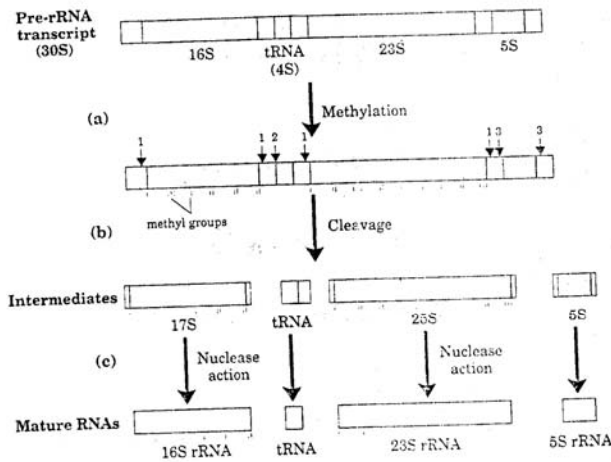 Pre-rRNA
transcript
(30S)
16S tRNA 23S 5S
(4S)
(a) Methylation
1 1 2 1 1 3 3
methyl groups
(b) Cleavage
Intermediates
17S tRNA 25S 5S
(c) Nuclease action Nuclease action
Mature RNAs
16S rRNA tRNA 23S rRNA 5S rRNA